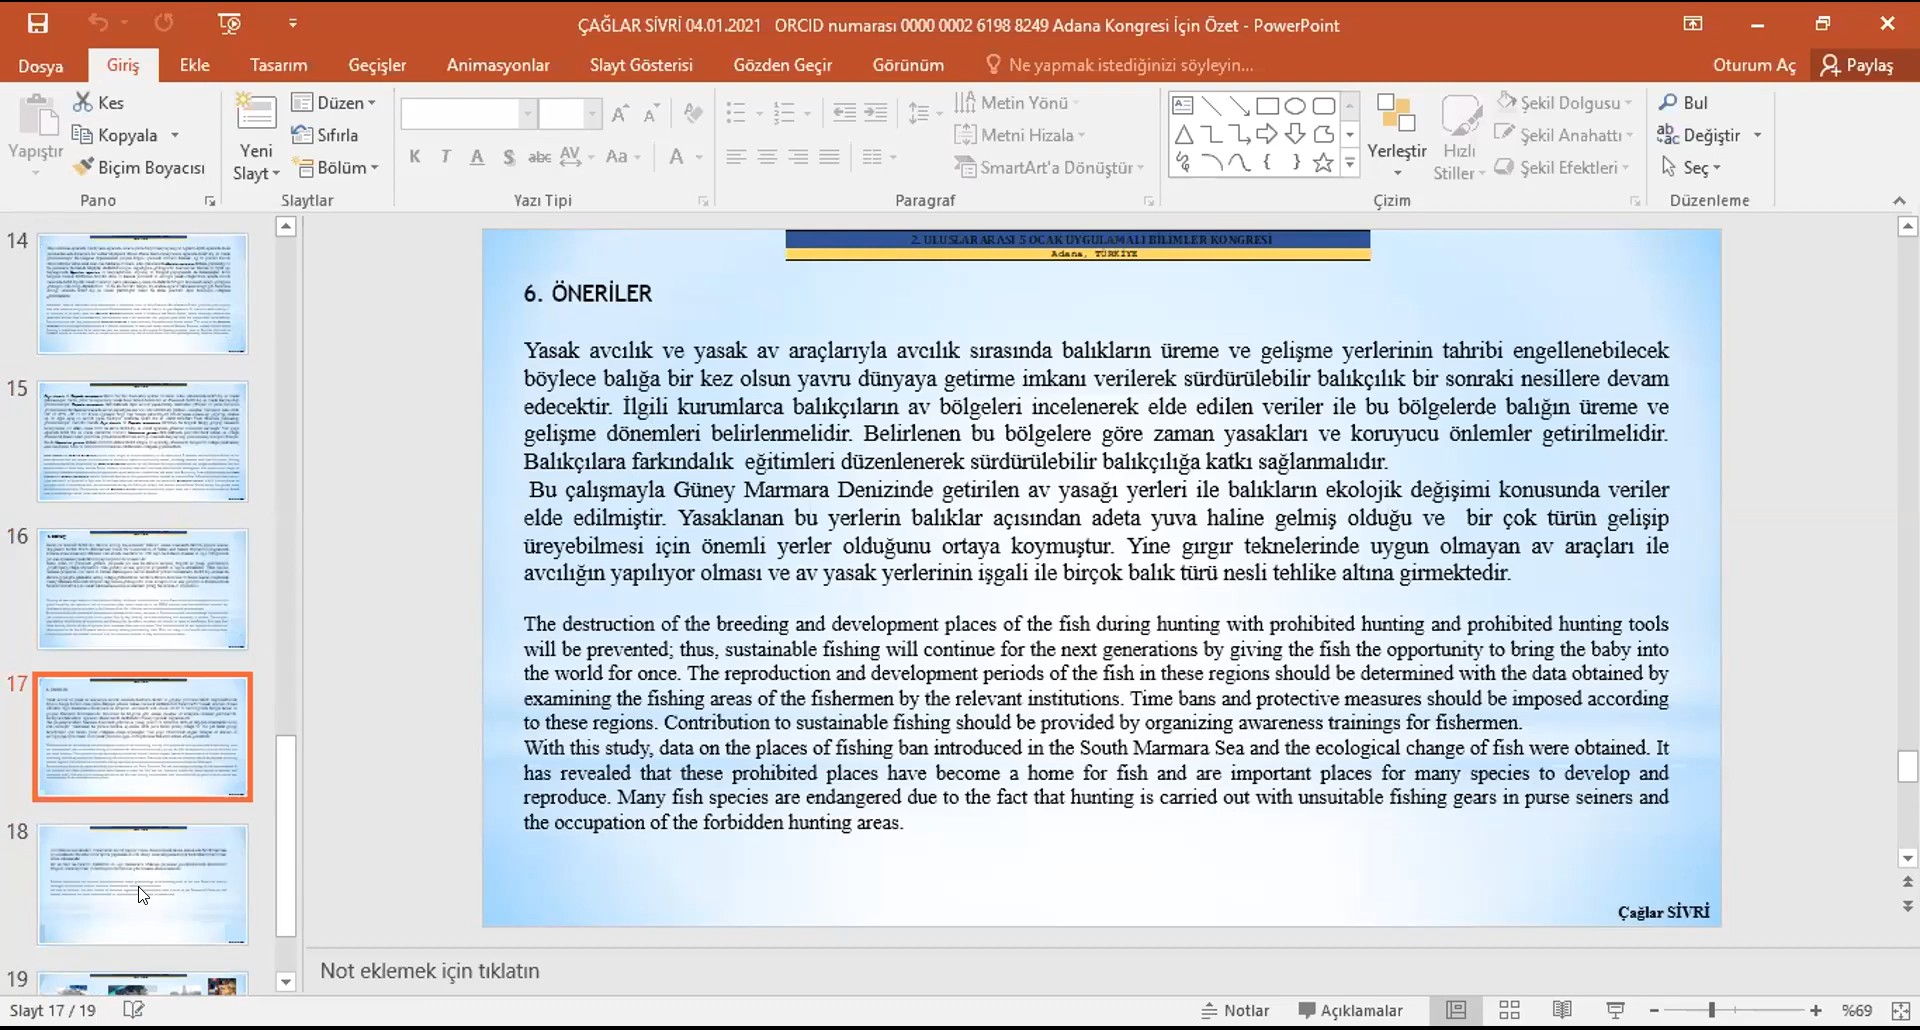 ÇAĞLAR SİVRİ 04.01.2021   ORCID numarası 0000 0002 6198 8249 Adana Kongresi İçin Özet - PowerPoint
Dosya Giriş Ekle Tasarım Geçişler Animasyonlar Slayt Gösterisi Gözden Geçir Görünüm Ne yapmak istediğinizi söyleyin... Oturum Aç Paylaş
Kes Düzen Metin Yönü Şekil Dolgusu Bul
Kopyala Sıfırla Metni Hizala Şekil Anahattı Değiştir
Yapıştır Yeni Yerleştir Hızlı
Biçim Boyacısı Slayt Bölüm K T A S abc AV Aa A SmartArt'a Dönüştür Stiller Şekil Efektleri Seç
Pano Slaytlar Yazı Tipi Paragraf Çizim Düzenleme
14
15
16
17
18
19
2. ULUSLARARASI 5 OCAK UYGULAMALI BİLİMLER KONGRESİ
Adana, TÜRKİYE
6. ÖNERİLER
Yasak avcılık ve yasak av araçlarıyla avcılık sırasında balıkların üreme ve gelişme yerlerinin tahribi engellenebilecek
böylece balığa bir kez olsun yavru dünyaya getirme imkanı verilerek sürdürülebilir balıkçılık bir sonraki nesillere devam
edecektir. İlgili kurumlarca balıkçıların av bölgeleri incelenerek elde edilen veriler ile bu bölgelerde balığın üreme ve
gelişme dönemleri belirlenmelidir. Belirlenen bu bölgelere göre zaman yasakları ve koruyucu önlemler getirilmelidir.
Balıkçılara farkındalık  eğitimleri düzenlenerek sürdürülebilir balıkçılığa katkı sağlanmalıdır.
Bu çalışmayla Güney Marmara Denizinde getirilen av yasağı yerleri ile balıkların ekolojik değişimi konusunda veriler
elde edilmiştir. Yasaklanan bu yerlerin balıklar açısından adeta yuva haline gelmiş olduğu ve  bir çok türün gelişip
üreyebilmesi için önemli yerler olduğunu ortaya koymuştur. Yine gırgır teknelerinde uygun olmayan av araçları ile
avcılığın yapılıyor olması ve av yasak yerlerinin işgali ile birçok balık türü nesli tehlike altına girmektedir.
The destruction of the breeding and development places of the fish during hunting with prohibited hunting and prohibited hunting tools
will be prevented; thus, sustainable fishing will continue for the next generations by giving the fish the opportunity to bring the baby into
the world for once. The reproduction and development periods of the fish in these regions should be determined with the data obtained by
examining the fishing areas of the fishermen by the relevant institutions. Time bans and protective measures should be imposed according
to these regions. Contribution to sustainable fishing should be provided by organizing awareness trainings for fishermen.
With this study, data on the places of fishing ban introduced in the South Marmara Sea and the ecological change of fish were obtained. It
has revealed that these prohibited places have become a home for fish and are important places for many species to develop and
reproduce. Many fish species are endangered due to the fact that hunting is carried out with unsuitable fishing gears in purse seiners and
the occupation of the forbidden hunting areas.
Çağlar SİVRİ
Not eklemek için tıklatın
Slayt 17 / 19 Notlar Açıklamalar %69